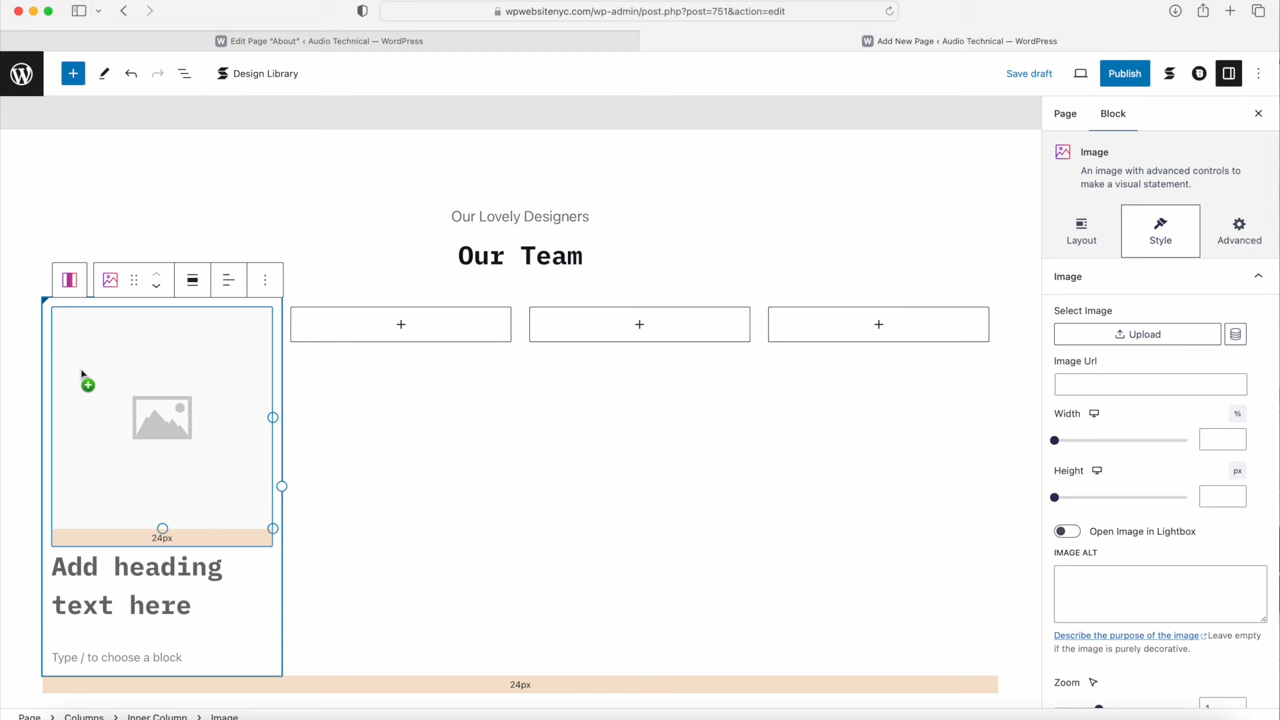 wpwebsitenyc.com/wp-admin/post.php?post=751&action=edit
Edit Page "About" ‹ Audio Technical — WordPress
Add New Page ‹ Audio Technical — WordPress
Design Library
Save draft
Publish
Page
Block
Image
An image with advanced controls to
make a visual statement.
Layout
Style
Advanced
Our Lovely Designers
Our Team
Image
Select Image
Upload
Image Url
Width
%
Height
px
Open Image in Lightbox
IMAGE ALT
24px
Add heading
text here
Type / to choose a block
Describe the purpose of the image
Leave empty
if the image is purely decorative.
Zoom
24px
Page
Columns
Inner Column
Image